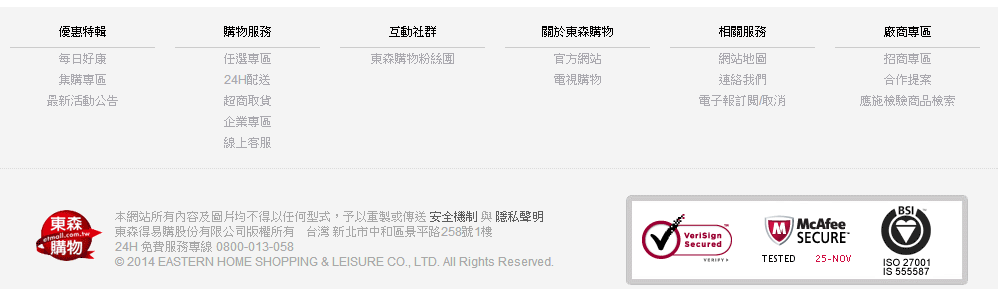 優惠特輯
每日好康
集購專區
最新活動公告
購物服務
任選專區
24H配送
超商取貨
企業專區
線上客服
互動社群
東森購物粉絲團
關於東森購物
官方網站
電視購物
相關服務
網站地圖
連絡我們
電子報訂閱/取消
廠商專區
招商專區
合作提案
應施檢驗商品檢索
東森
etmall.com.tw
購物
本網站所有內容及圖片均不得以任何型式，予以重製或傳送 安全機制 與 隱私聲明
東森得易購股份有限公司版權所有 台灣 新北市中和區景平路258號1樓
24H 免費服務專線 0800-013-058
© 2014 EASTERN HOME SHOPPING & LEISURE CO., LTD. All Rights Reserved.
VeriSign
Secured
VERIFY
McAfee
SECURE™
TESTED 25-NOV
BSI
ISO 27001
IS 555587